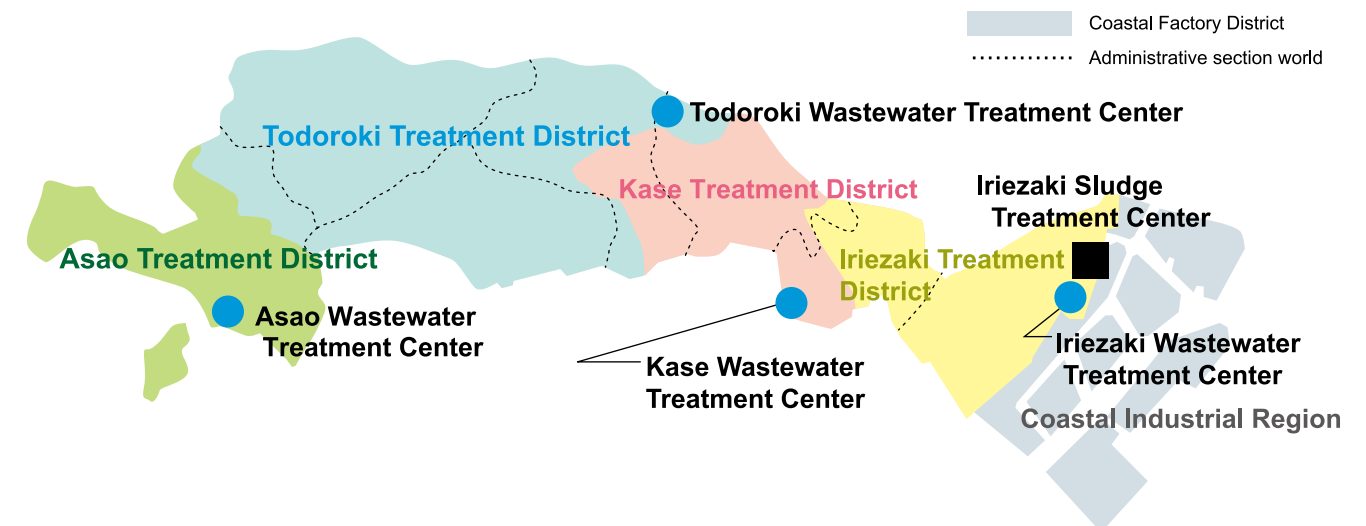 Coastal Factory District
Administrative section world
Todoroki Wastewater Treatment Center
Todoroki Treatment District
Kase Treatment District
Iriezaki Sludge
Treatment Center
Asao Treatment District
Iriezaki Treatment
District
Asao Wastewater
Treatment Center
Kase Wastewater
Treatment Center
Iriezaki Wastewater
Treatment Center
Coastal Industrial Region